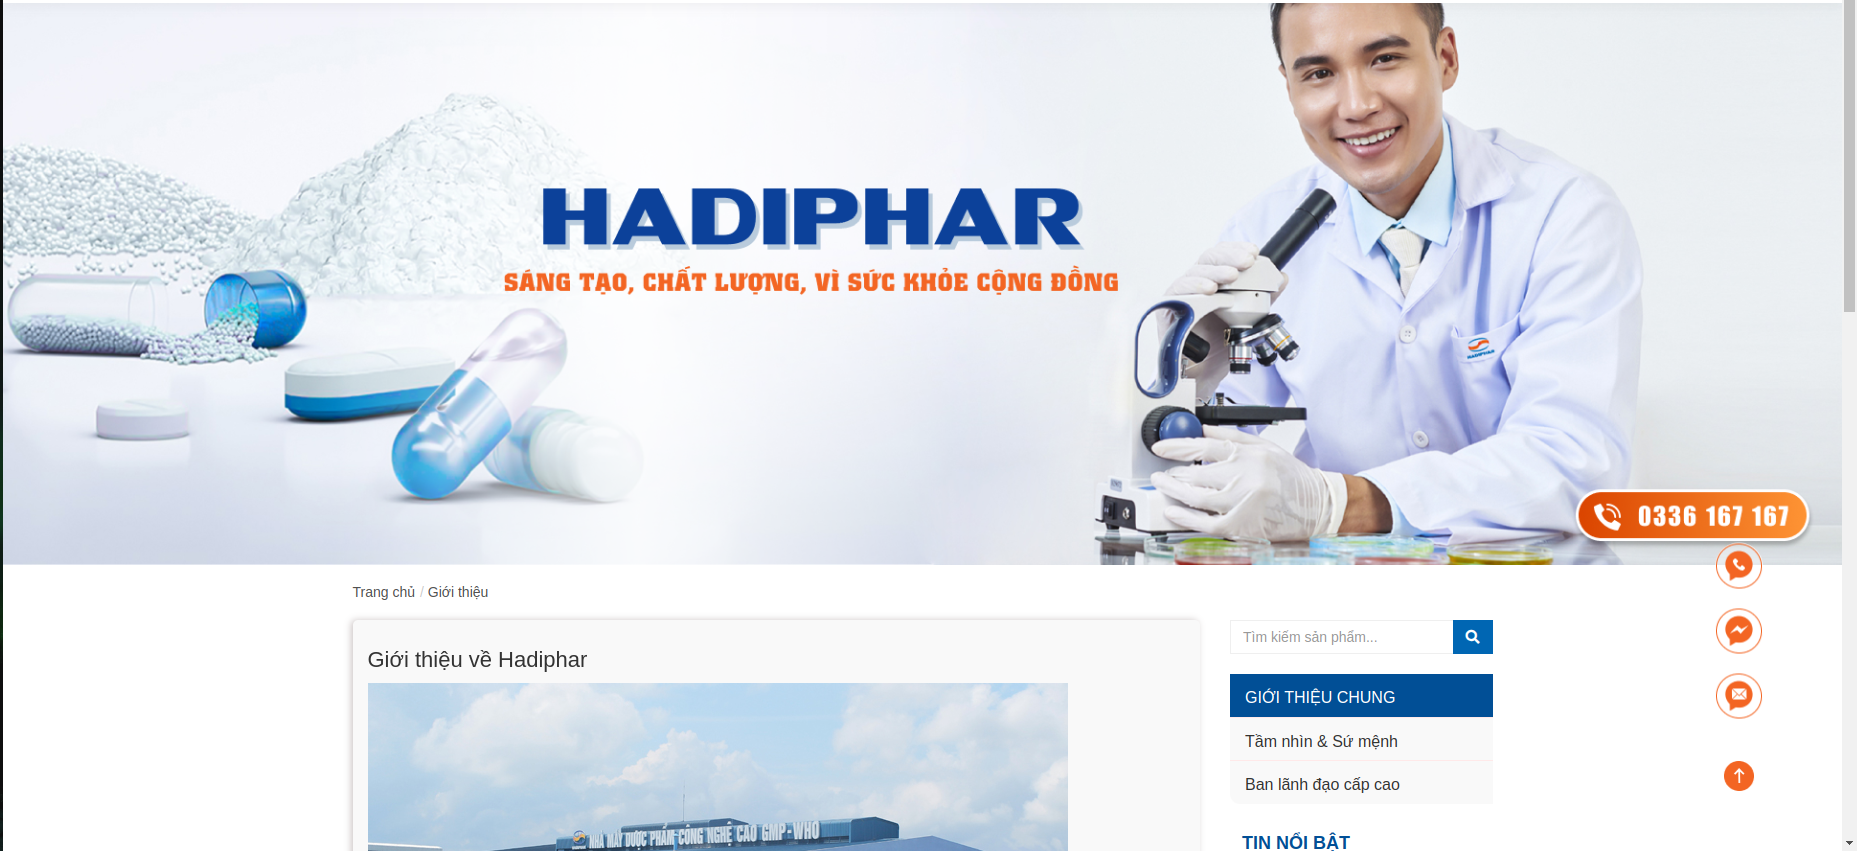 HADIPHAR
SÁNG TẠO, CHẤT LƯỢNG, VÌ SỨC KHỎE CỘNG ĐỒNG
HADIPHAR
0336 167 167
Trang chủ / Giới thiệu
Giới thiệu về Hadiphar
NHÀ MÁY DƯỢC PHẨM CÔNG NGHỆ CAO GMP-WHO
Tìm kiếm sản phẩm...
GIỚI THIỆU CHUNG
Tầm nhìn & Sứ mệnh
Ban lãnh đạo cấp cao
TIN NỔI BẬT